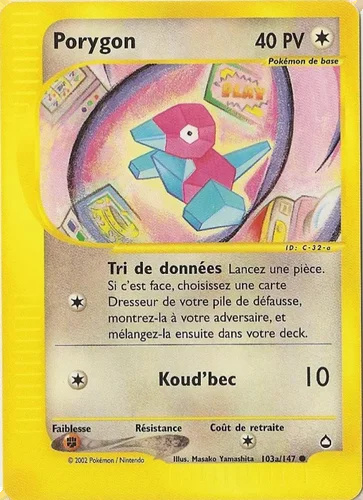 Porygon 40 PV
Pokémon de base
PLAY
ID: C-32-a
Tri de données Lancez une pièce.
Si c'est face, choisissez une carte
Dresseur de votre pile de défausse,
montrez-la à votre adversaire, et
mélangez-la ensuite dans votre deck.
Koud'bec 10
Faiblesse Résistance Coût de retraite
© 2002 Pokémon / Nintendo Illus. Masako Yamashita 103a/147